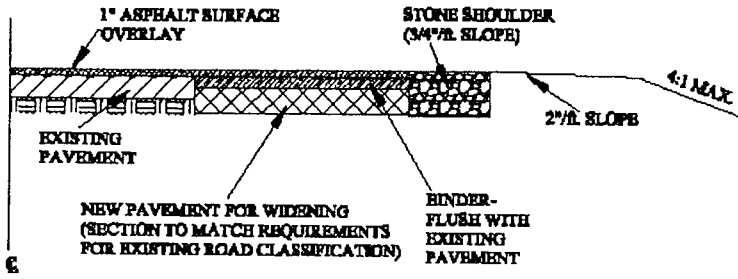 1" ASPHALT SURFACE
OVERLAY
STONE SHOULDER
(3/4"/ft. SLOPE)
4:1 MAX.
2"/ft. SLOPE
EXISTING
PAVEMENT
NEW PAVEMENT FOR WIDENING
(SECTION TO MATCH REQUIREMENTS
FOR EXISTING ROAD CLASSIFICATION)
BINDER-
FLUSH WITH
EXISTING
PAVEMENT
℄